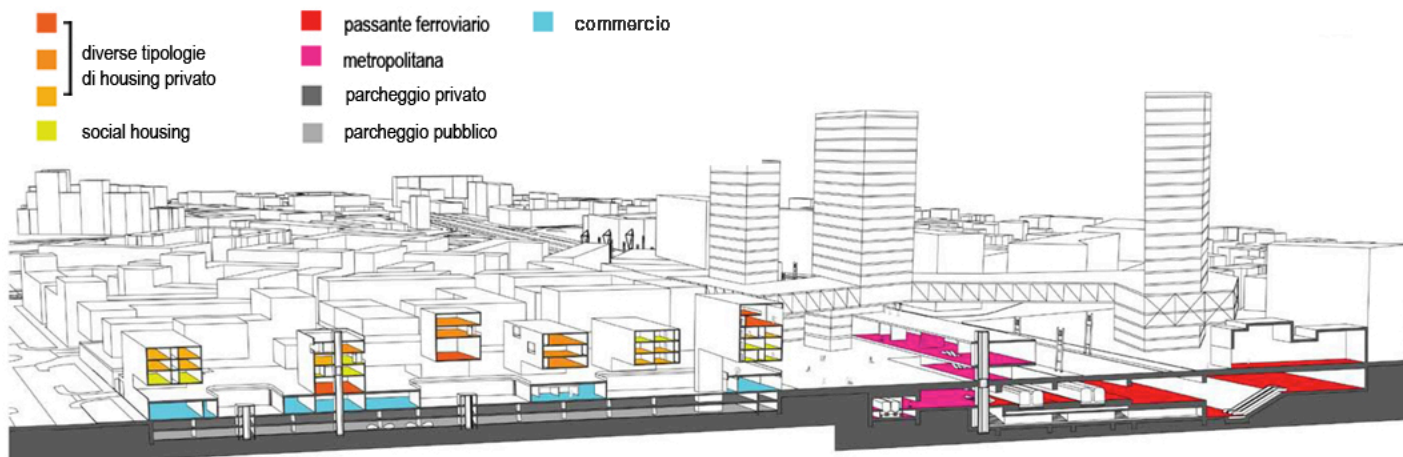 diverse tipologie
di housing privato
social housing
passante ferroviario
metropolitana
parcheggio privato
parcheggio pubblico
commercio